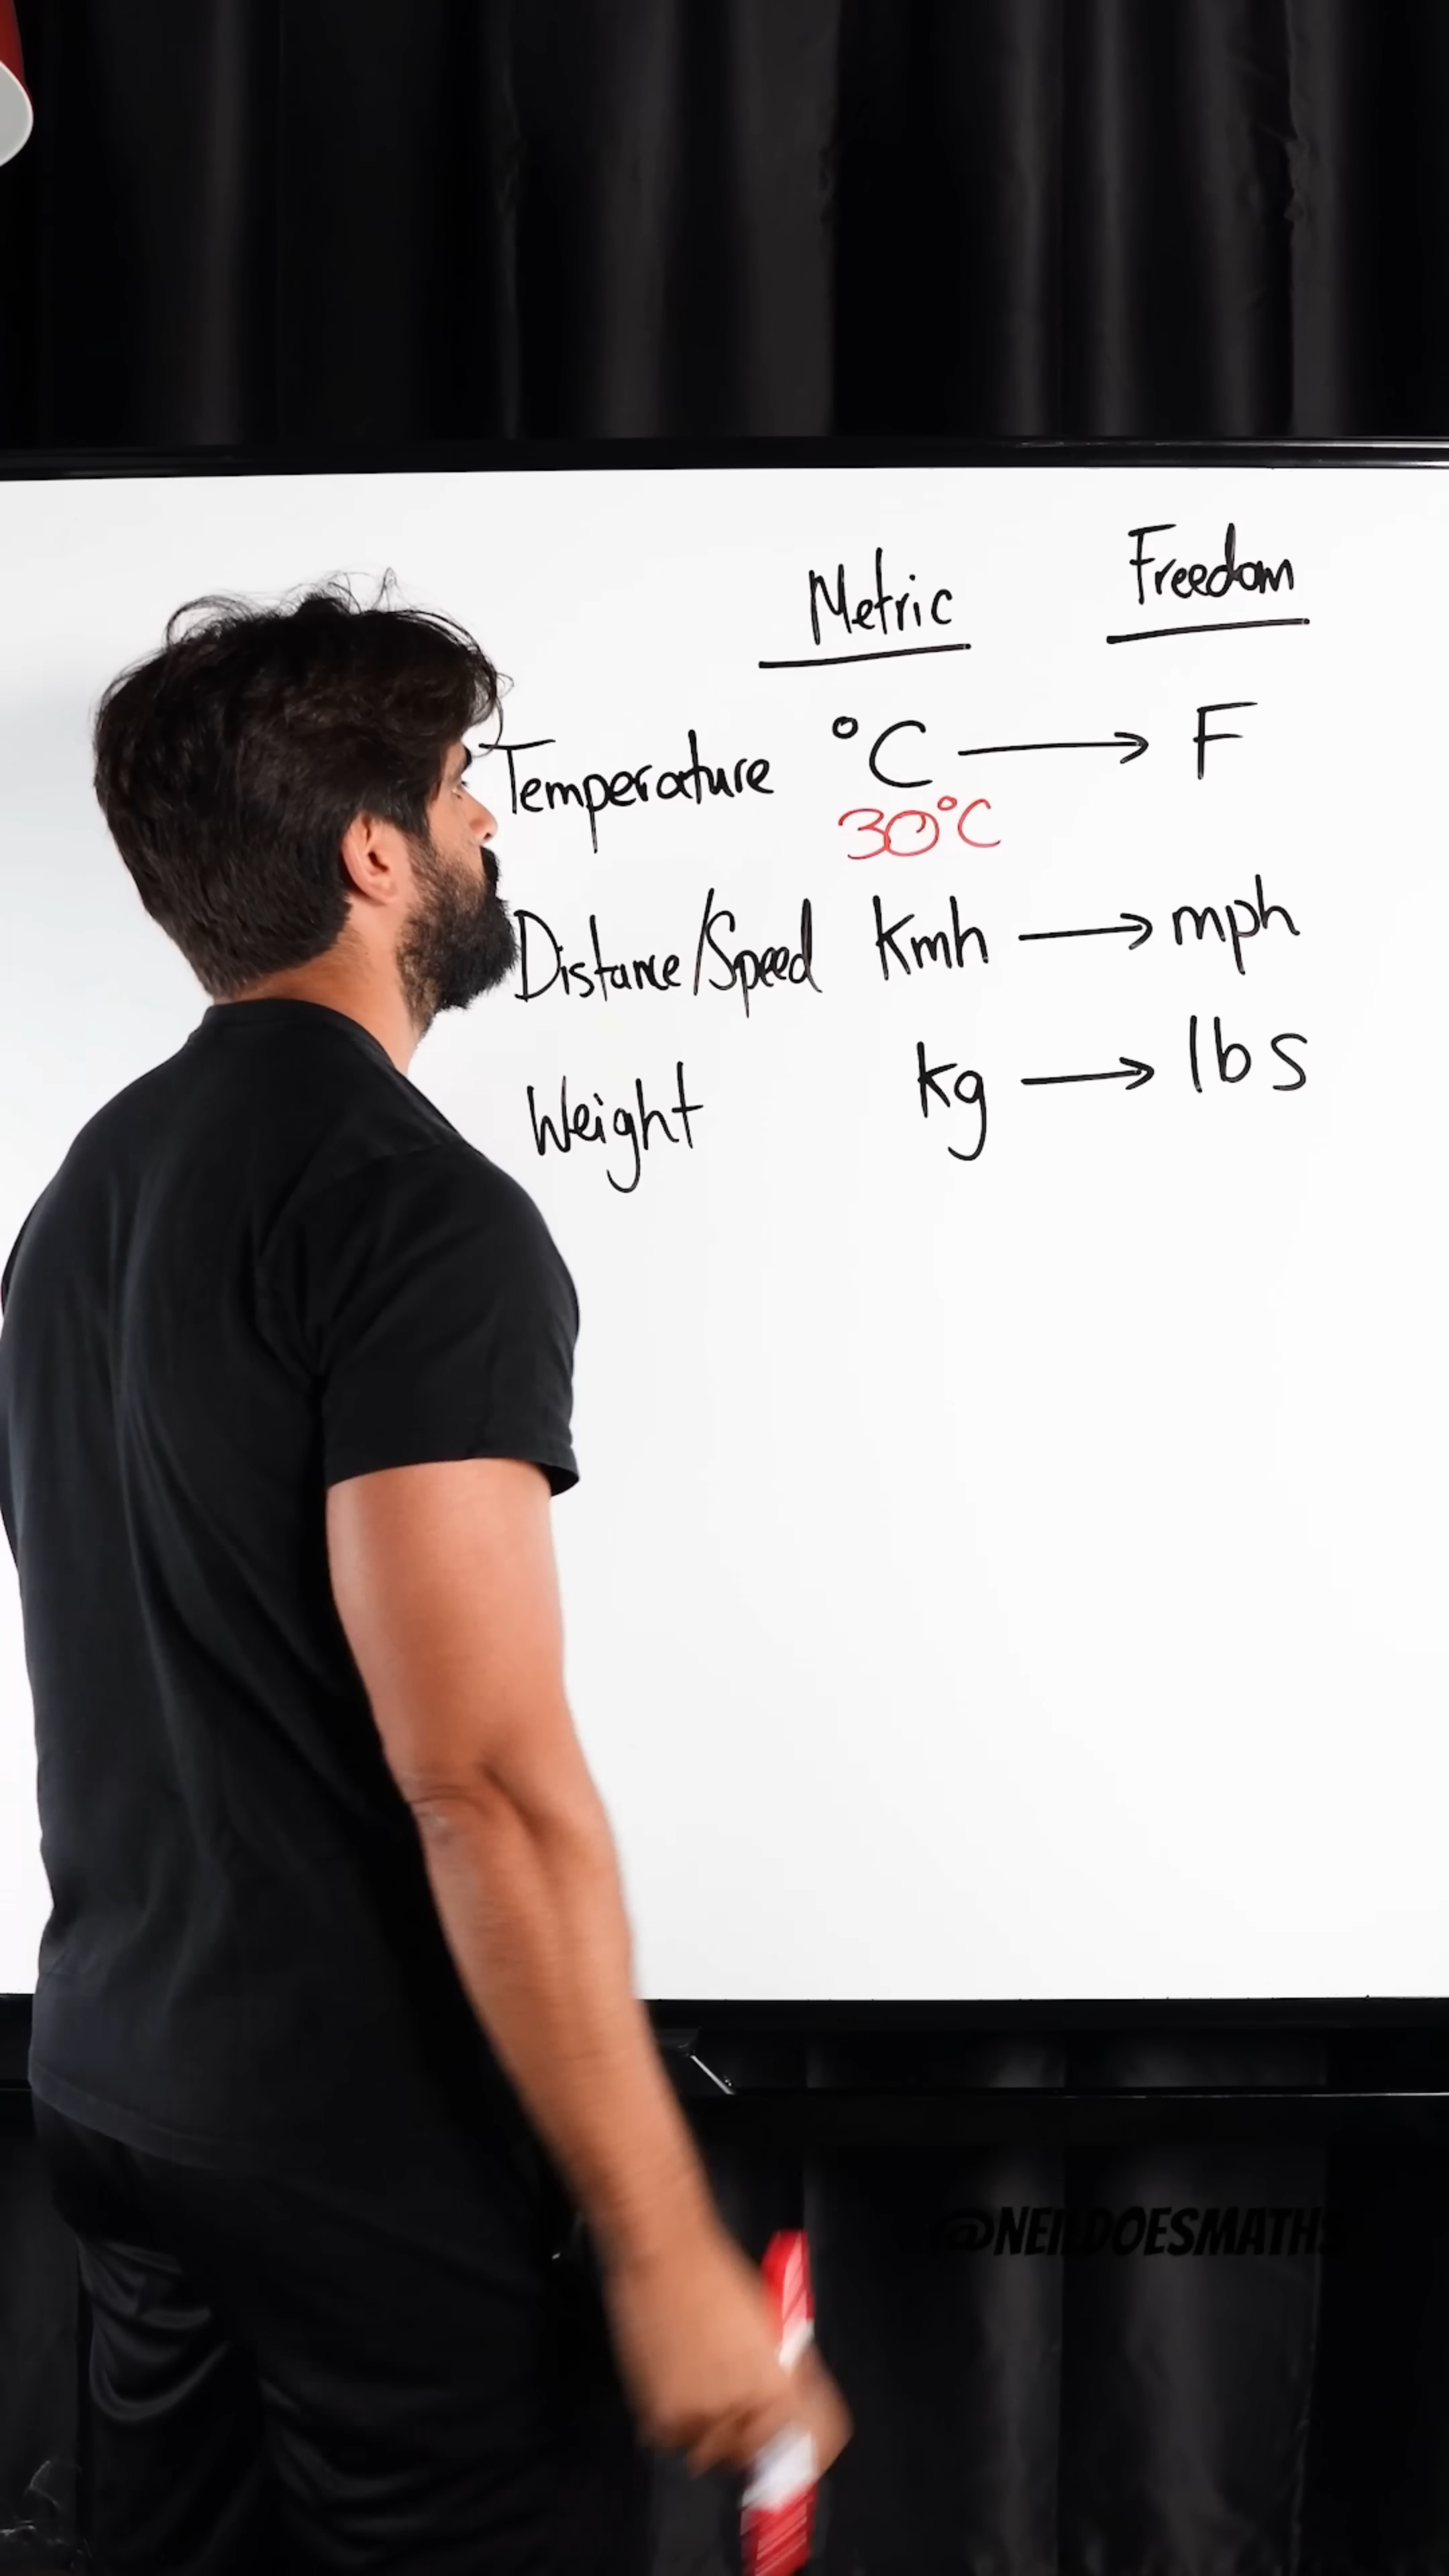 Metric Freedom
Temperature °C → F
30°C
Distance/Speed Kmh → mph
Weight kg → lbs
@NEILDOESMATHS